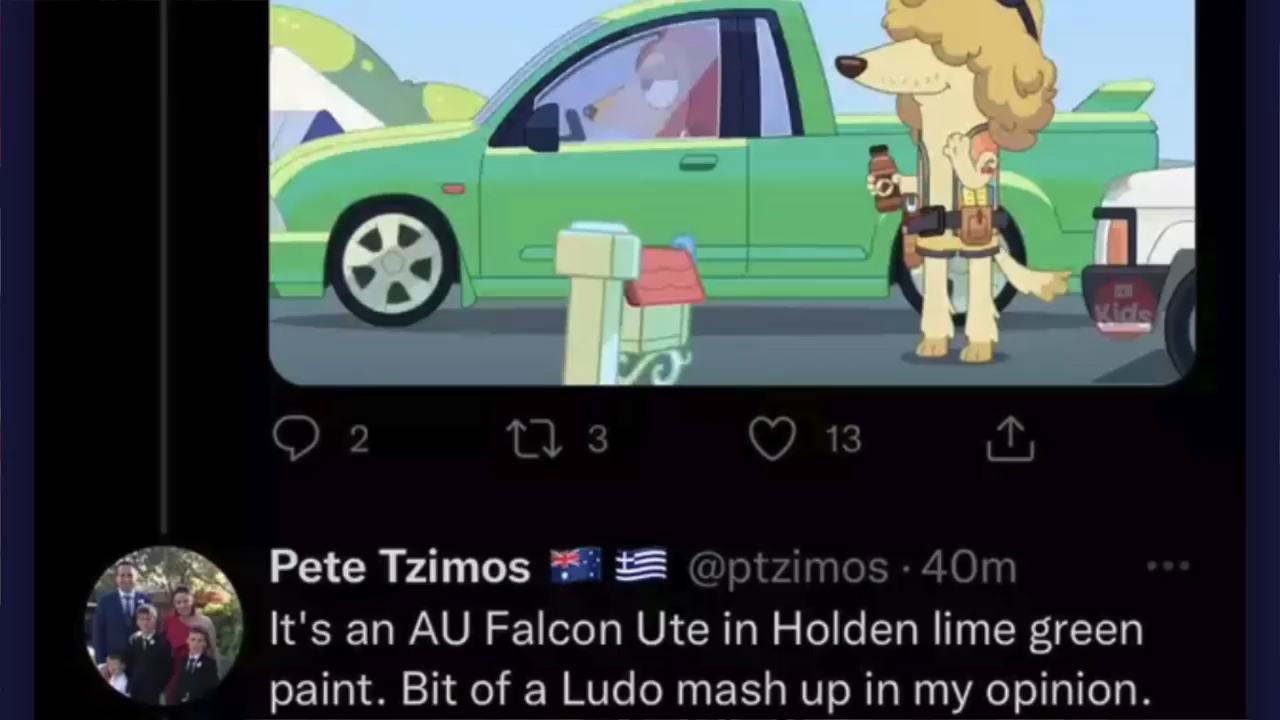 Kids
2 3 13
Pete Tzimos 🇦🇺 🇬🇷 @ptzimos · 40m
It's an AU Falcon Ute in Holden lime green
paint. Bit of a Ludo mash up in my opinion.